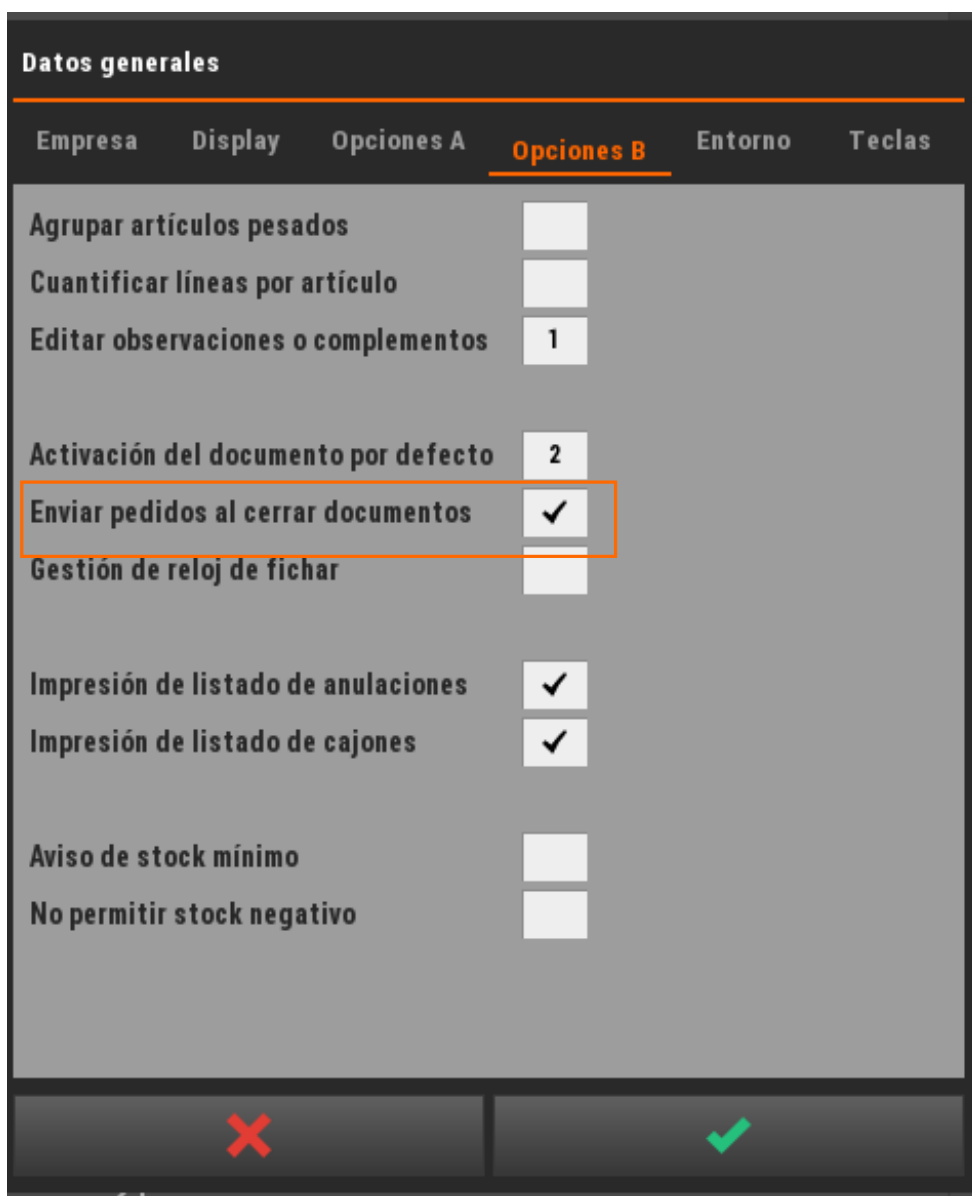 Datos generales
Empresa Display Opciones A Opciones B Entorno Teclas
Agrupar artículos pesados
Cuantificar líneas por artículo
Editar observaciones o complementos 1
Activación del documento por defecto 2
Enviar pedidos al cerrar documentos ✓
Gestión de reloj de fichar
Impresión de listado de anulaciones ✓
Impresión de listado de cajones ✓
Aviso de stock mínimo
No permitir stock negativo